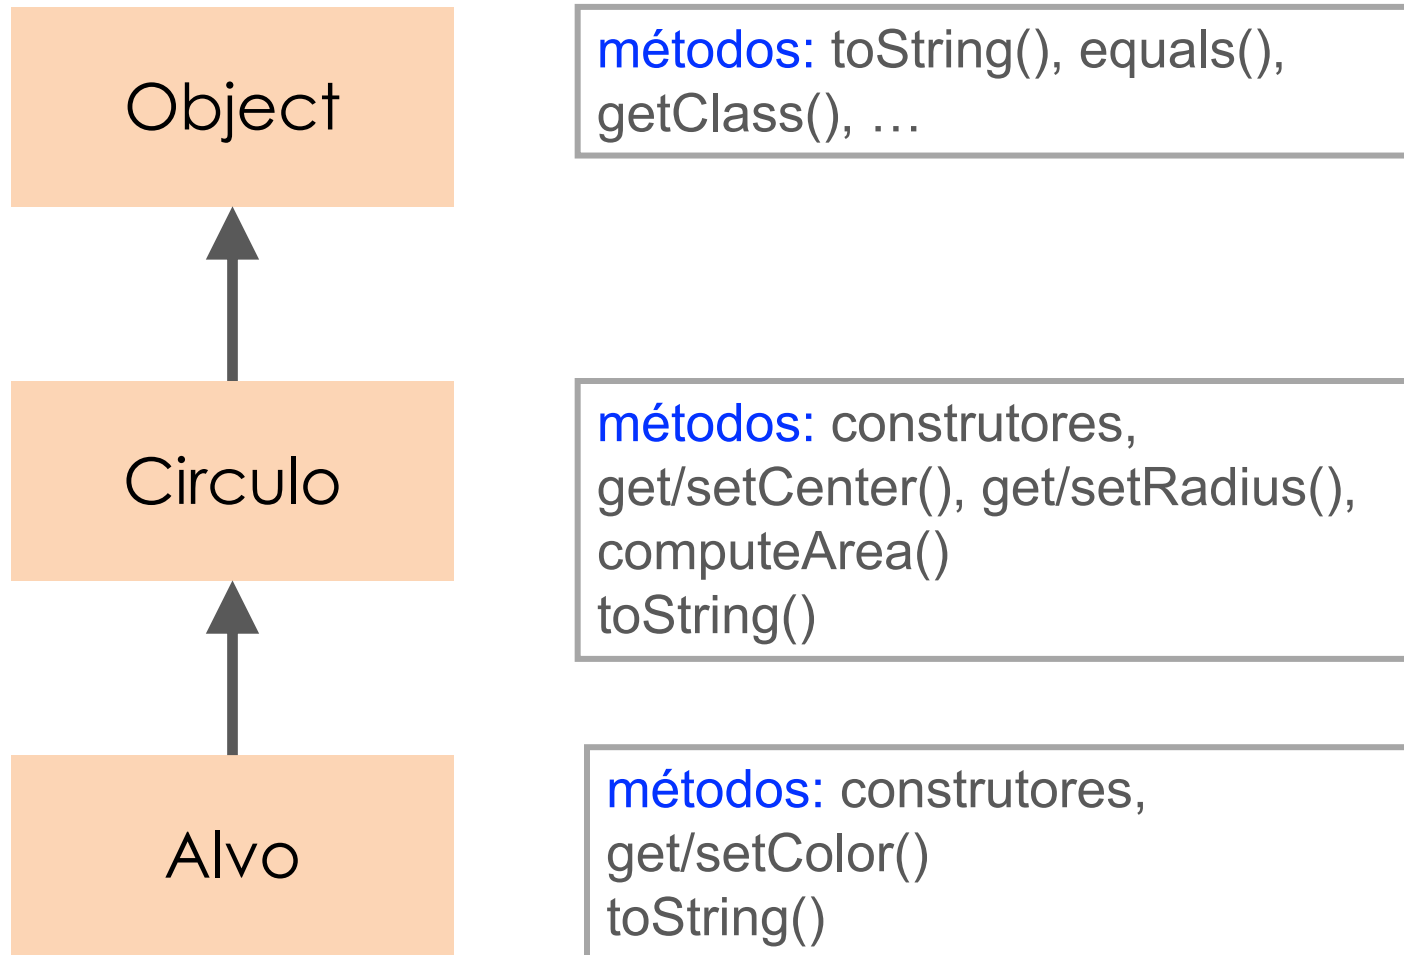 Object
métodos: toString(), equals(),
getClass(), …
Circulo
métodos: construtores,
get/setCenter(), get/setRadius(),
computeArea()
toString()
Alvo
métodos: construtores,
get/setColor()
toString()